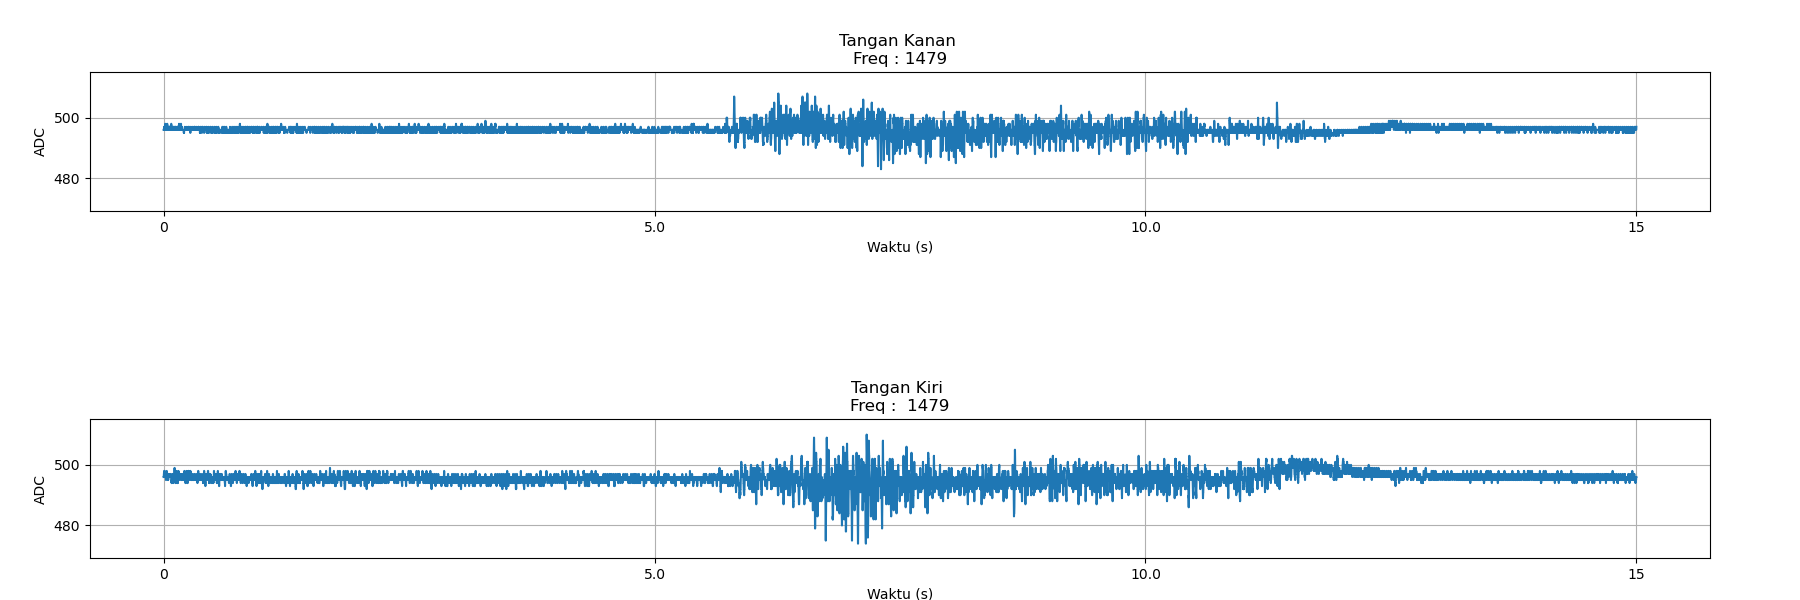 Tangan Kanan
Freq : 1479
500
480
ADC
0 5.0 10.0 15
Waktu (s)
Tangan Kiri
Freq :  1479
500
480
ADC
0 5.0 10.0 15
Waktu (s)